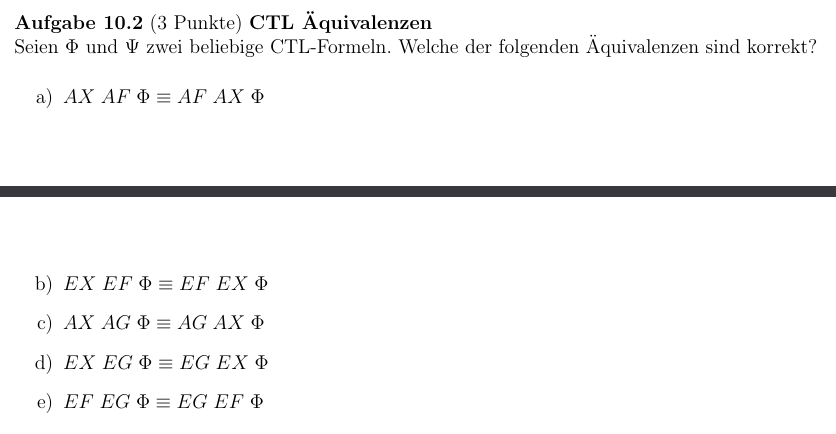 Aufgabe 10.2 (3 Punkte) CTL Äquivalenzen
Seien Φ und Ψ zwei beliebige CTL-Formeln. Welche der folgenden Äquivalenzen sind korrekt?
a) AX AF Φ ≡ AF AX Φ
b) EX EF Φ ≡ EF EX Φ
c) AX AG Φ ≡ AG AX Φ
d) EX EG Φ ≡ EG EX Φ
e) EF EG Φ ≡ EG EF Φ